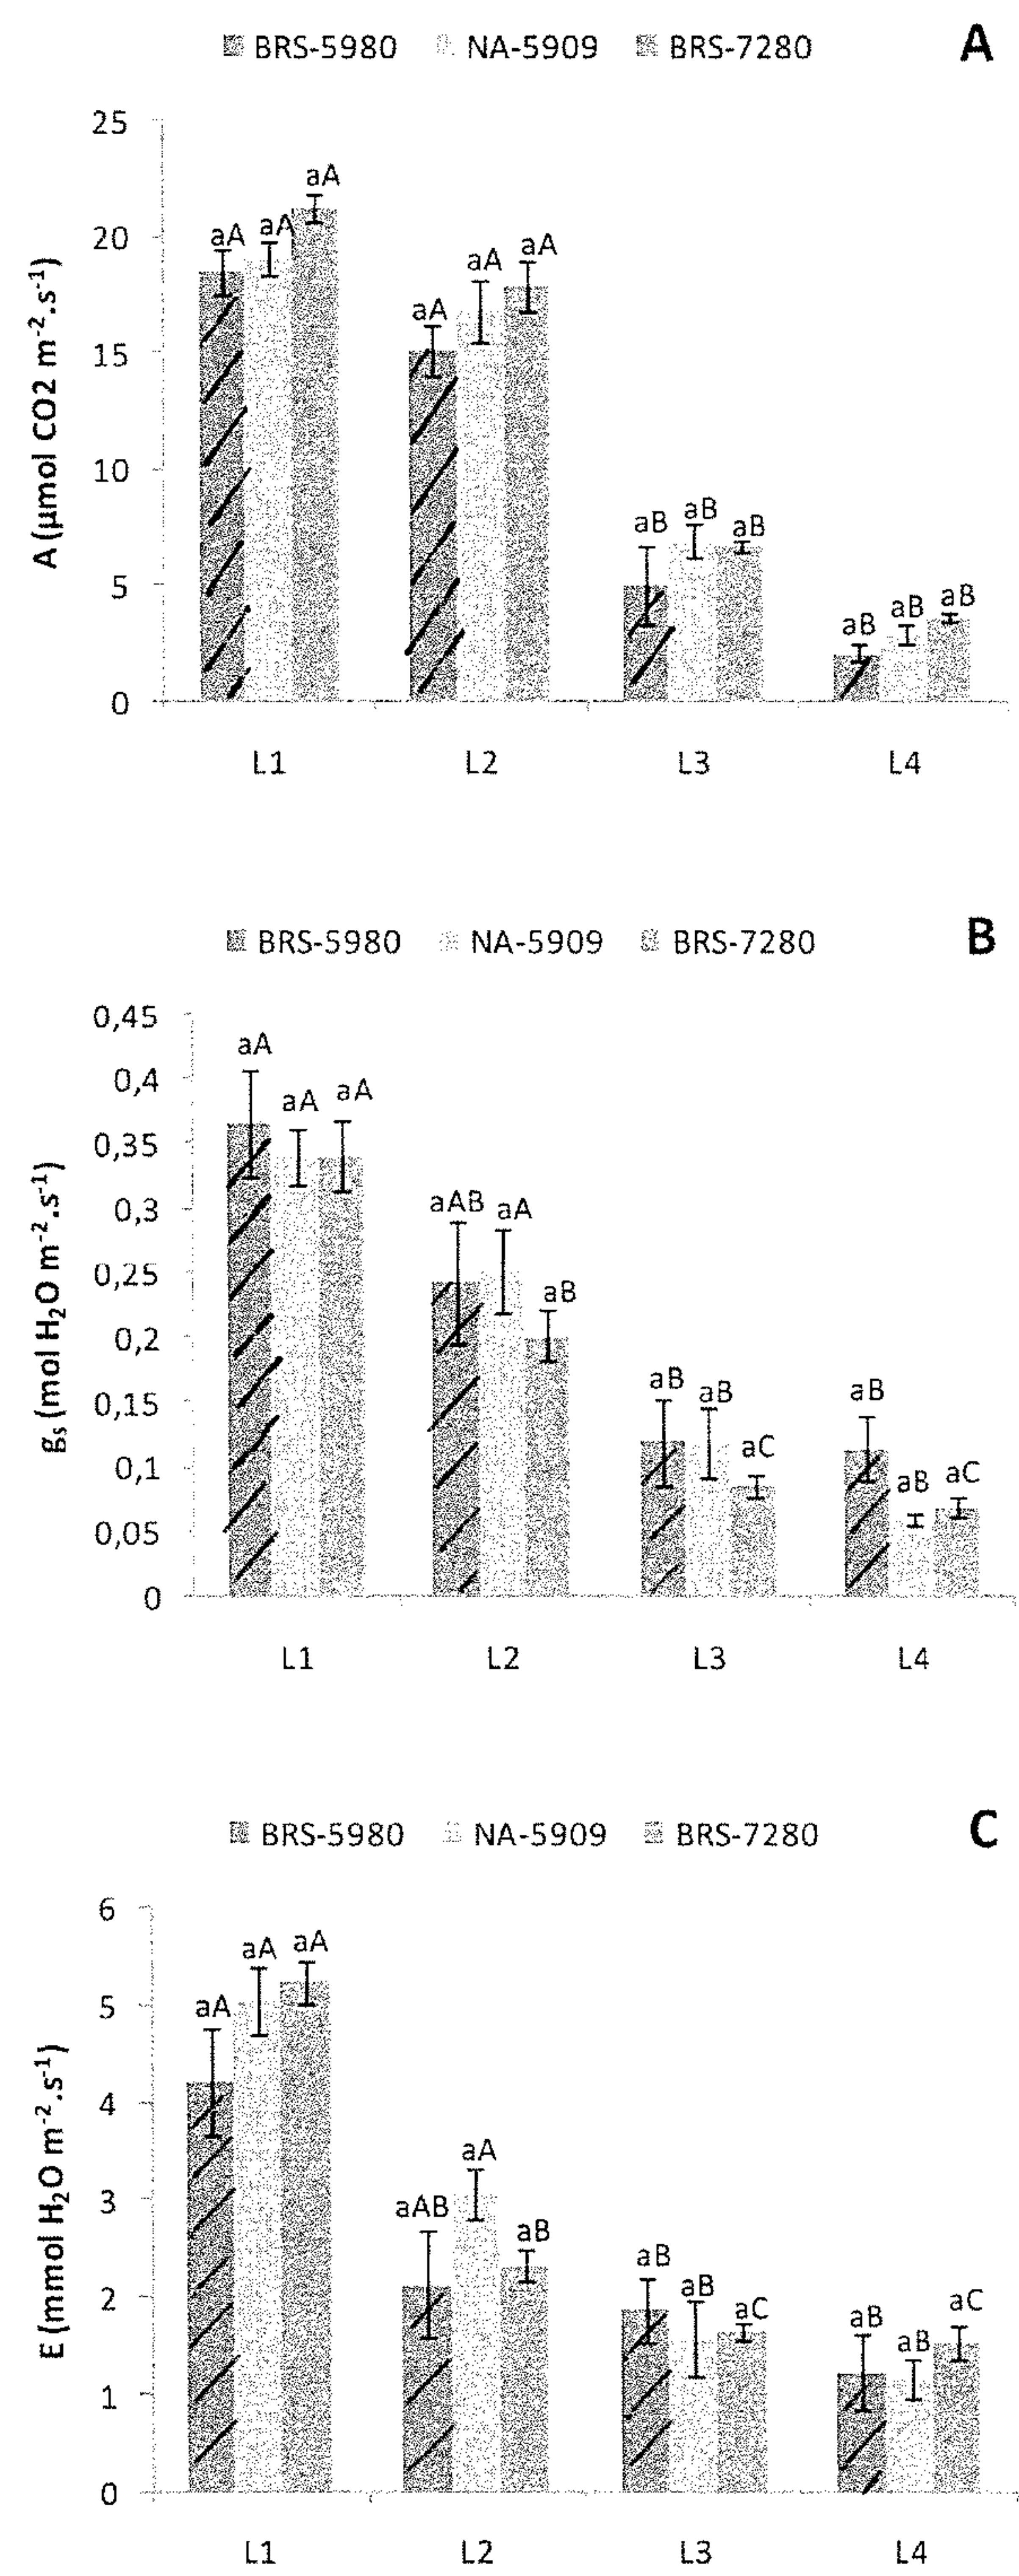 BRS-5980 NA-5909 BRS-7280 A
25
20
15
10
5
0
A (µmol CO2 m⁻².s⁻¹)
aA aA aA
aA aA aA
aB aB aB
aB aB aB
L1 L2 L3 L4
BRS-5980 NA-5909 BRS-7280 B
0,45
0,4
0,35
0,3
0,25
0,2
0,15
0,1
0,05
0
gₛ (mol H₂O m⁻².s⁻¹)
aA aA aA
aAB aA aB
aB aB aC
aB aB aC
L1 L2 L3 L4
BRS-5980 NA-5909 BRS-7280 C
6
5
4
3
2
1
0
E (mmol H₂O m⁻².s⁻¹)
aA aA aA
aAB aA aB
aB aB aC
aB aB aC
L1 L2 L3 L4